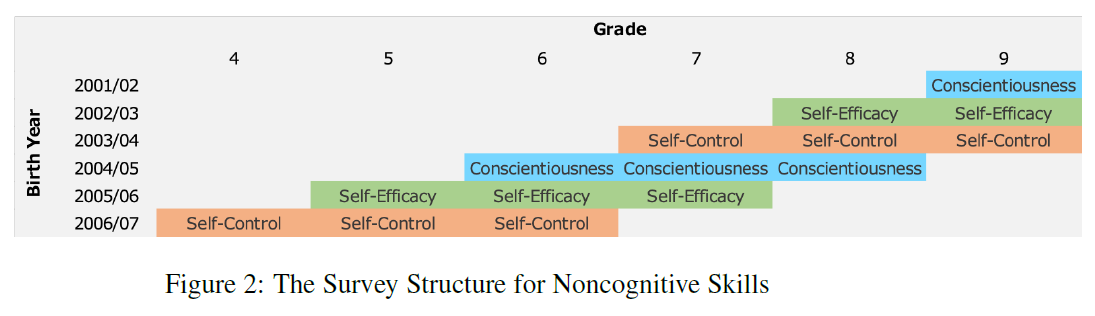 Grade
4 5 6 7 8 9
Birth Year
2001/02 Conscientiousness
2002/03 Self-Efficacy Self-Efficacy
2003/04 Self-Control Self-Control Self-Control
2004/05 Conscientiousness Conscientiousness Conscientiousness
2005/06 Self-Efficacy Self-Efficacy Self-Efficacy
2006/07 Self-Control Self-Control Self-Control
Figure 2: The Survey Structure for Noncognitive Skills